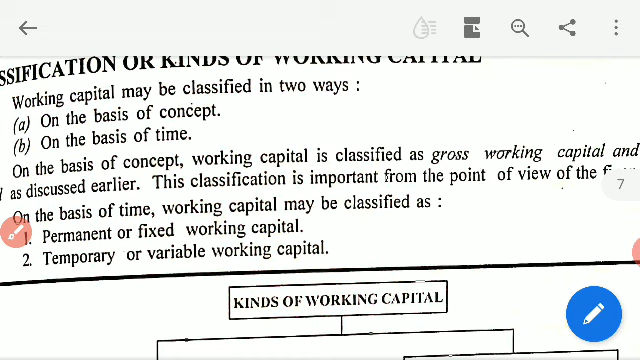 SSIFICATION OR KINDS OF WORKING CAPITAL
Working capital may be classified in two ways :
(a) On the basis of concept.
(b) On the basis of time.
On the basis of concept, working capital is classified as gross working capital and
as discussed earlier. This classification is important from the point of view of the
7
On the basis of time, working capital may be classified as :
1. Permanent or fixed working capital.
2. Temporary or variable working capital.
KINDS OF WORKING CAPITAL